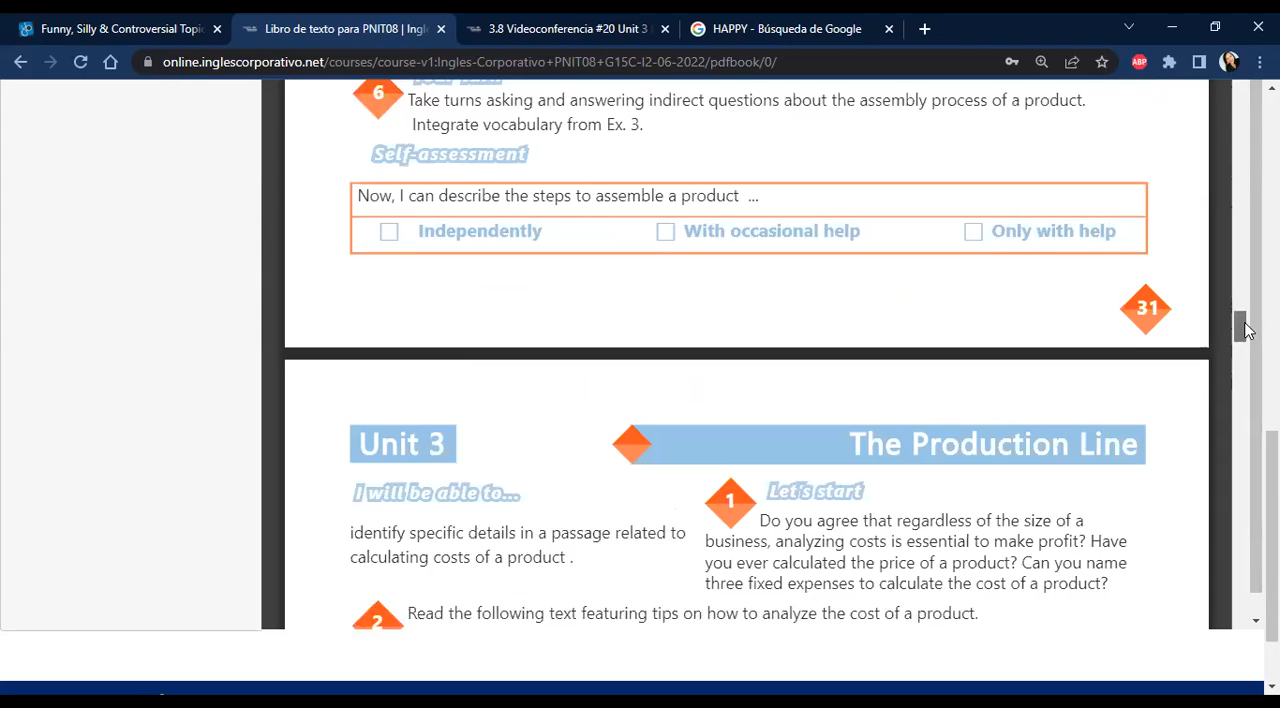 Funny, Silly & Controversial Topi
Libro de texto para PNIT08 | Ingl
3.8 Videoconferencia #20 Unit 3
HAPPY - Búsqueda de Google
online.inglescorporativo.net/courses/course-v1:Ingles-Corporativo+PNIT08+G15C-I2-06-2022/pdfbook/0/
ABP
6
Take turns asking and answering indirect questions about the assembly process of a product.
Integrate vocabulary from Ex. 3.
Self-assessment
Now, I can describe the steps to assemble a product ...
Independently
With occasional help
Only with help
31
Unit 3
The Production Line
I will be able to...
identify specific details in a passage related to
calculating costs of a product .
1
Let's start
Do you agree that regardless of the size of a
business, analyzing costs is essential to make profit? Have
you ever calculated the price of a product? Can you name
three fixed expenses to calculate the cost of a product?
2
Read the following text featuring tips on how to analyze the cost of a product.